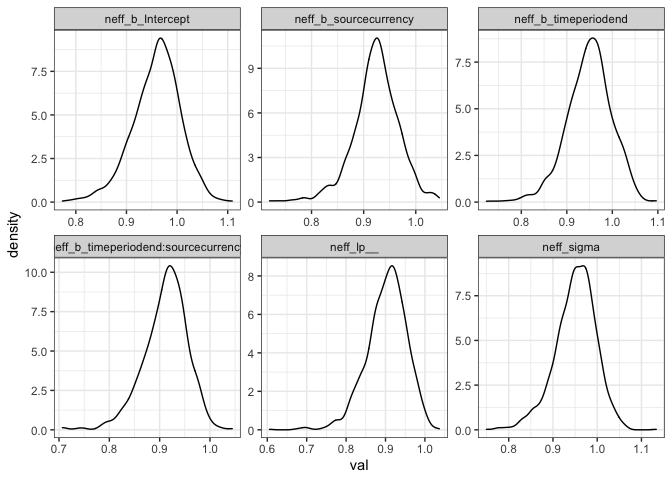 neff_b_Intercept
neff_b_sourcecurrency
neff_b_timeperiodend
7.5
5.0
2.5
0.0
0.8 0.9 1.0 1.1
9
6
3
0.8 0.9 1.0
7.5
5.0
2.5
0.0
0.8 0.9 1.0 1.1
density
eff_b_timeperiodend:sourcecurrenc
neff_lp__
neff_sigma
10.0
7.5
5.0
2.5
0.0
0.7 0.8 0.9 1.0
8
6
4
2
0
0.6 0.7 0.8 0.9 1.0
7.5
5.0
2.5
0.0
0.8 0.9 1.0 1.1
val